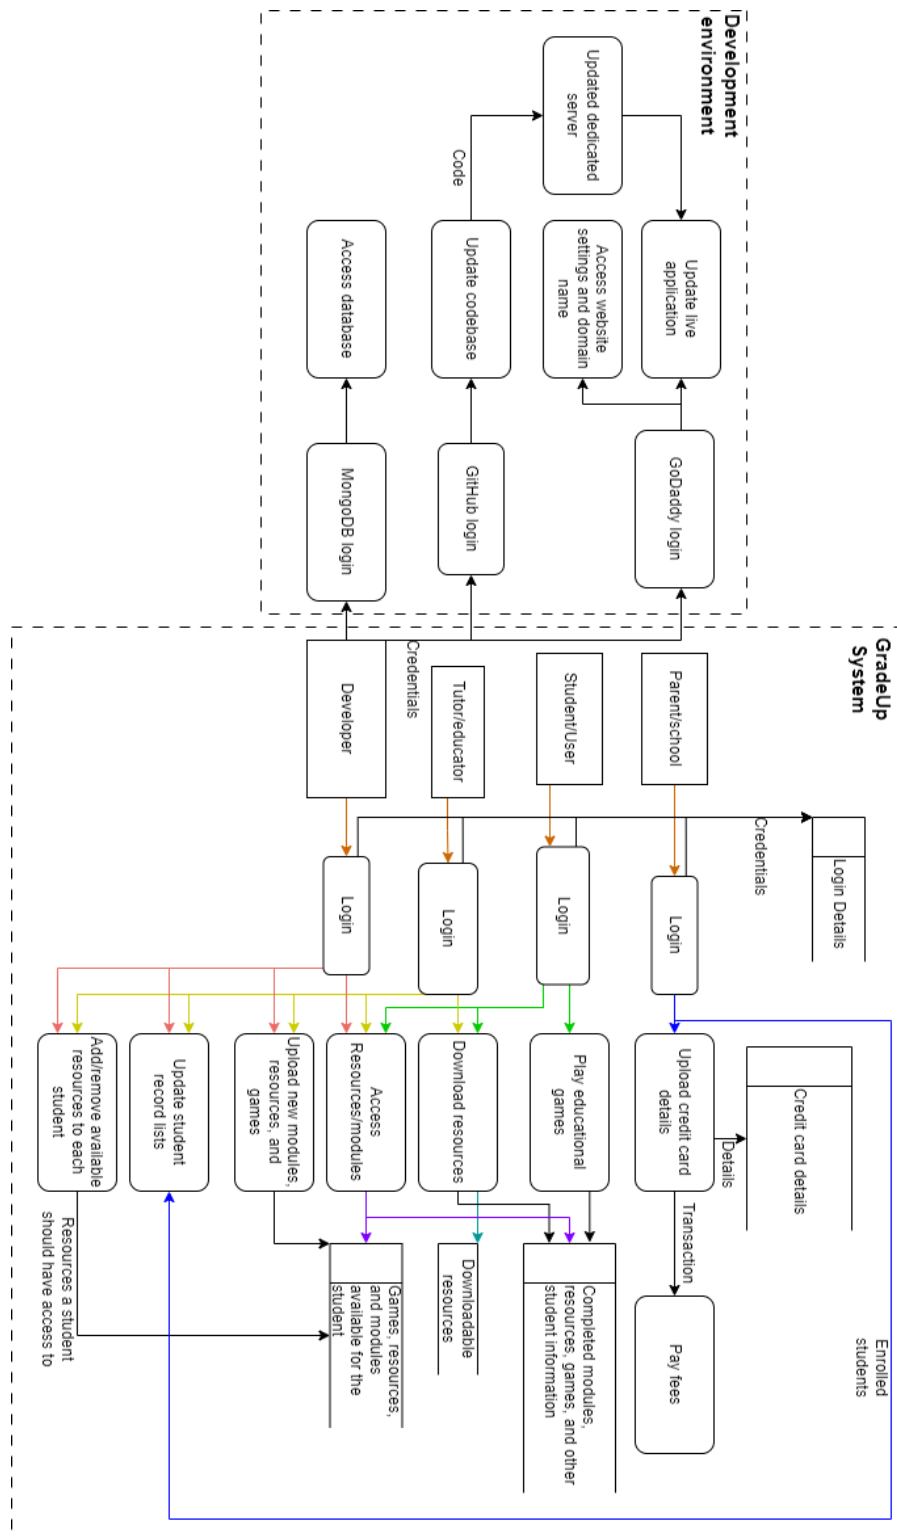 Development
environment
Updated dedicated
server
Update live
application
Access website
settings and domain
name
Code
Update codebase
Access database
GoDaddy login
GitHub login
MongoDB login
GradeUp
System
Credentials
Parent/school
Student/User
Tutor/educator
Developer
Credentials
Login Details
Login
Login
Login
Login
Credit card details
Details
Upload credit card
details
Play educational
games
Download resources
Access
Resources/modules
Upload new modules,
resources, and
games
Update student
record lists
Add/remove available
resources to each
student
Transaction
Pay fees
Enrolled
students
Completed modules,
resources, games, and other
student information
Downloadable
resources
Games, resources,
and modules
available for the
student
Resources a student
should have access to